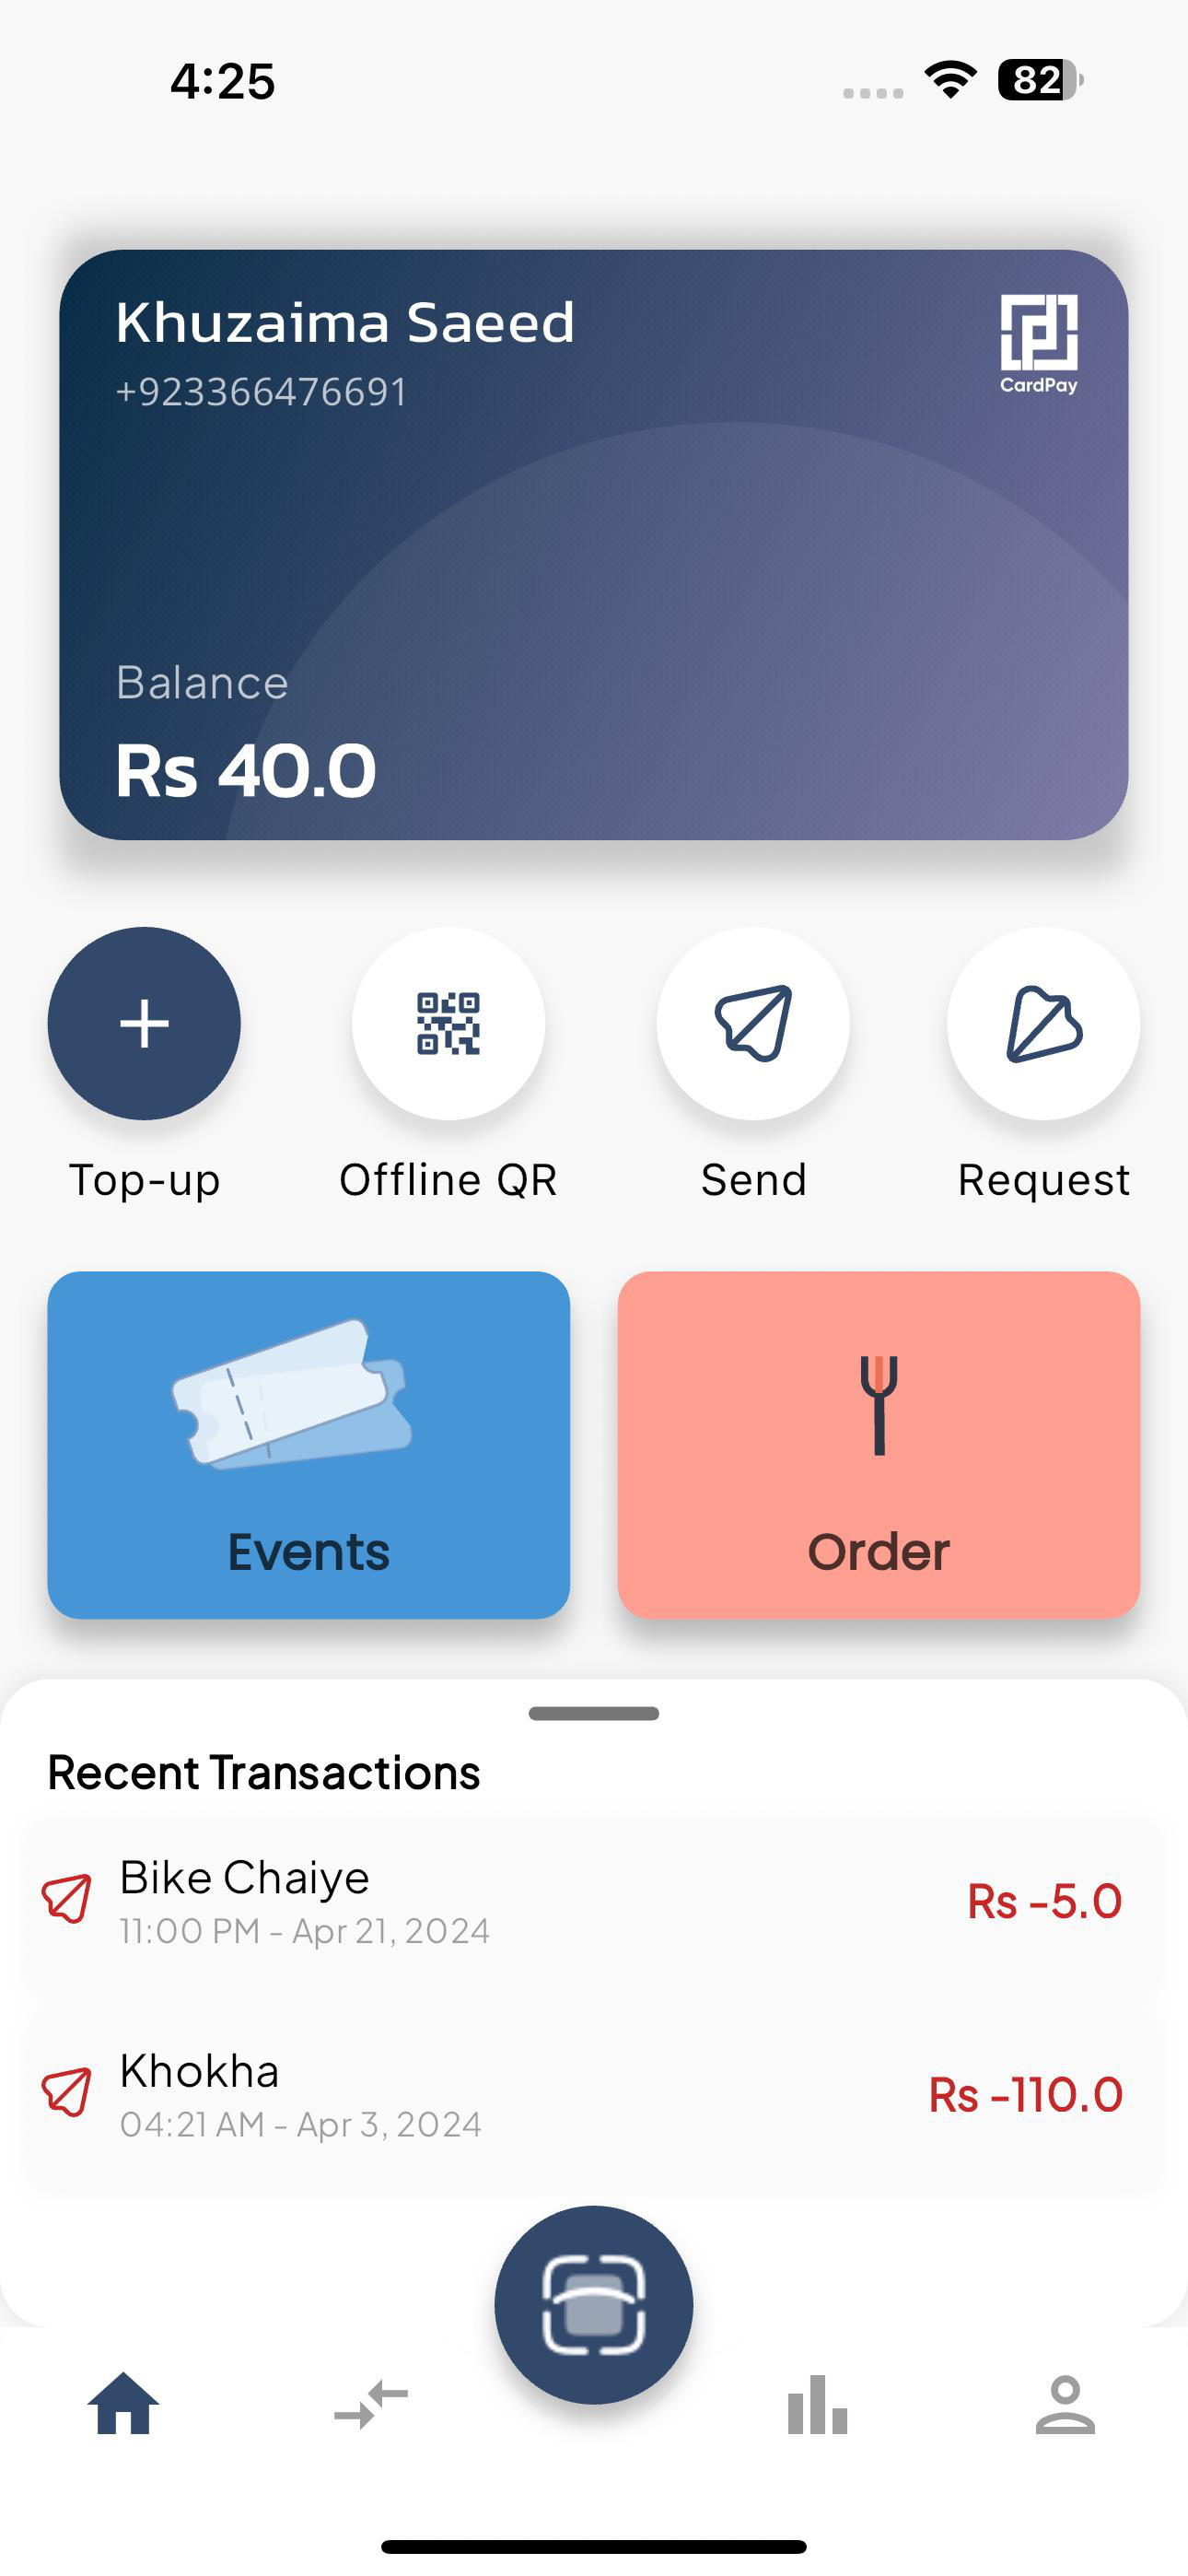 4:25
82
Khuzaima Saeed
+923366476691
CardPay
Balance
Rs 40.0
Top-up
Offline QR
Send
Request
Events
Order
Recent Transactions
Bike Chaiye
11:00 PM - Apr 21, 2024
Rs -5.0
Khokha
04:21 AM - Apr 3, 2024
Rs -110.0